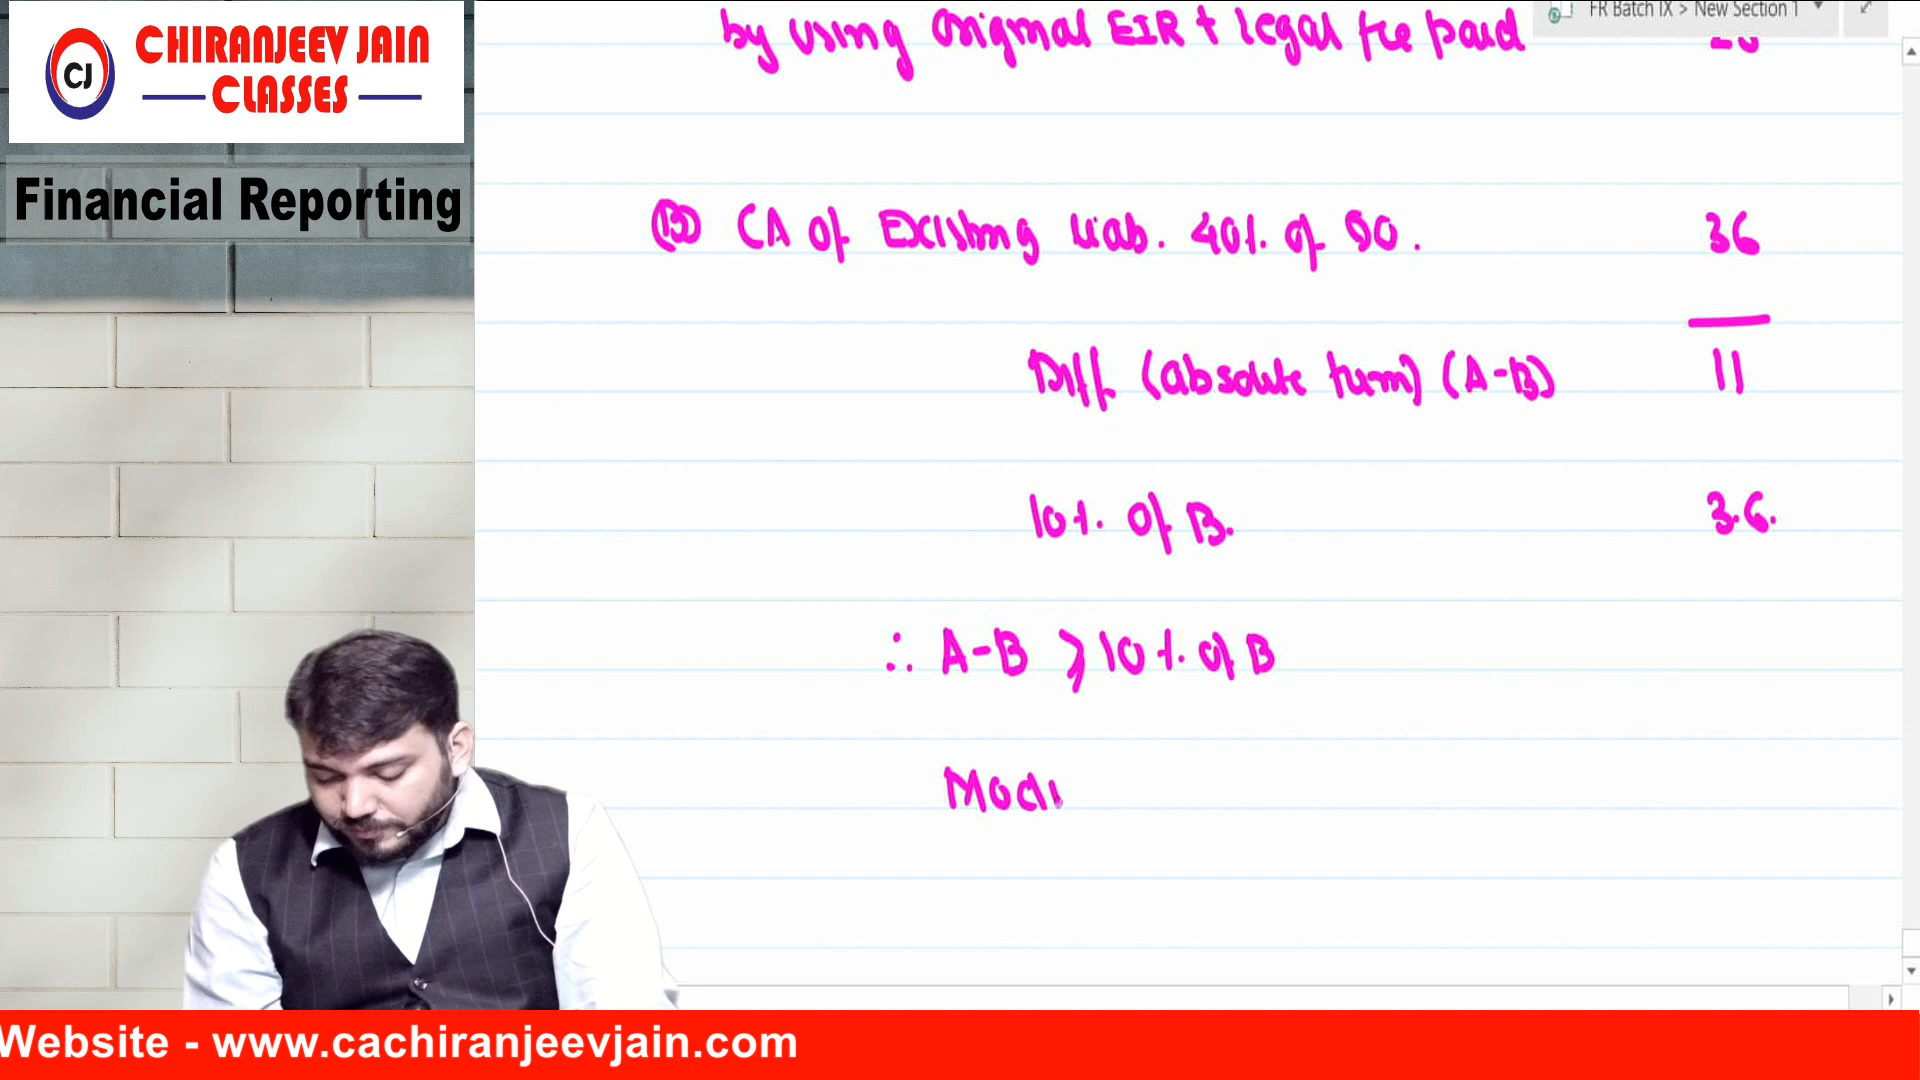 CHIRANJEEV JAIN
CLASSES
CJ
Financial Reporting
FR Batch IX > New Section 1
by using original EIR + legal fee paid
(B) CA of Existing Liab. 40% of 90. 36
Diff (absolute term) (A-B) 11
10% of B. 3.6.
∴ A-B ⩾ 10% of B
Modi
Website - www.cachiranjeevjain.com